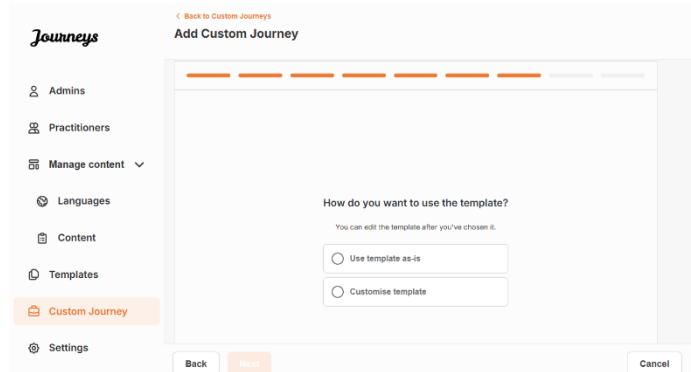 Journeys
Admins
Practitioners
Manage content
Languages
Content
Templates
Custom Journey
Settings
Back to Custom Journeys
Add Custom Journey
How do you want to use the template?
You can edit the template after you've chosen it.
Use template as-is
Customise template
Back
Next
Cancel